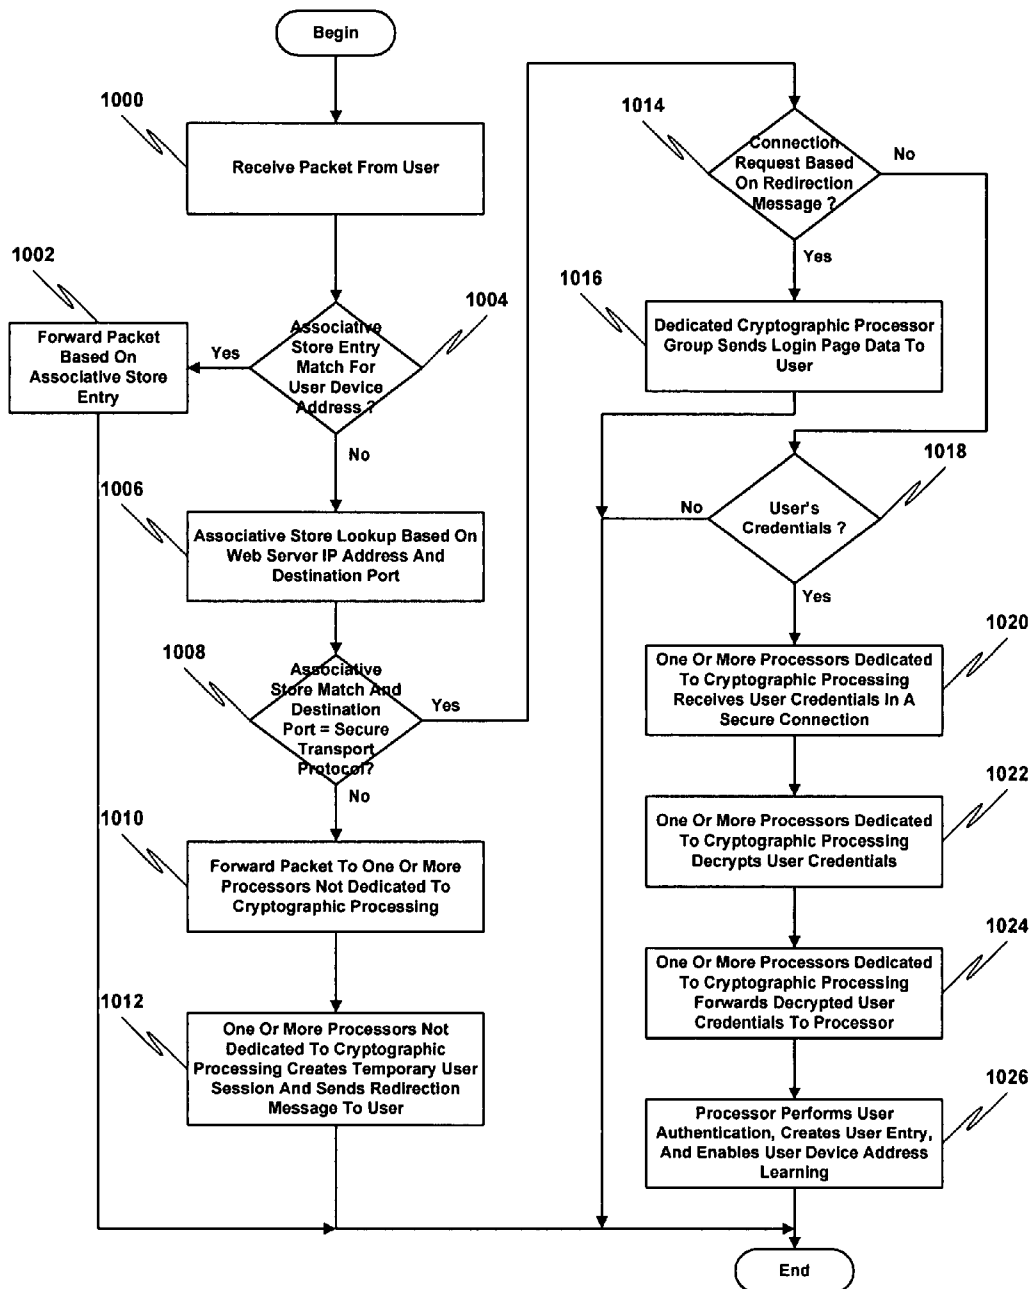 Begin
1000
Receive Packet From User
1002
Forward Packet
Based On
Associative Store
Entry
Yes
1004
Associative
Store Entry
Match For
User Device
Address ?
No
1006
Associative Store Lookup Based On
Web Server IP Address And
Destination Port
1008
Associative
Store Match And
Destination
Port = Secure
Transport
Protocol?
Yes
No
1010
Forward Packet To One Or More
Processors Not Dedicated To
Cryptographic Processing
1012
One Or More Processors Not
Dedicated To Cryptographic
Processing Creates Temporary User
Session And Sends Redirection
Message To User
1014
Connection
Request Based
On Redirection
Message ?
No
Yes
1016
Dedicated Cryptographic Processor
Group Sends Login Page Data To
User
1018
User's
Credentials ?
No
Yes
1020
One Or More Processors Dedicated
To Cryptographic Processing
Receives User Credentials In A
Secure Connection
1022
One Or More Processors Dedicated
To Cryptographic Processing
Decrypts User Credentials
1024
One Or More Processors Dedicated
To Cryptographic Processing
Forwards Decrypted User
Credentials To Processor
1026
Processor Performs User
Authentication, Creates User Entry,
And Enables User Device Address
Learning
End